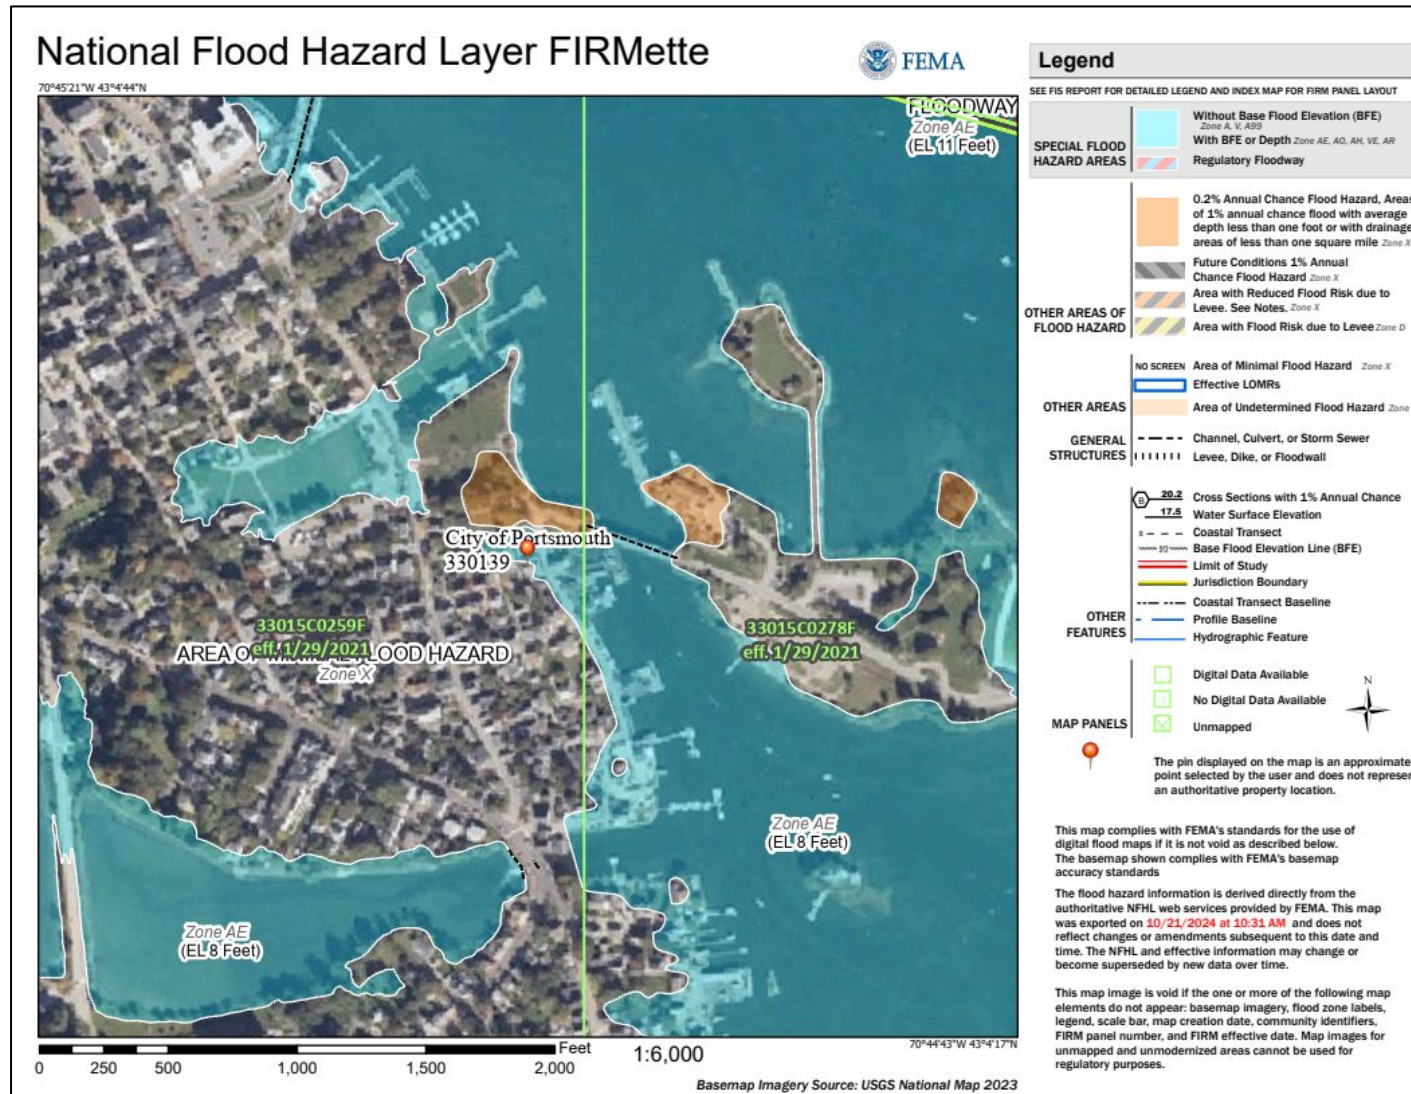 National Flood Hazard Layer FIRMette
FEMA
70°45'21"W 43°4'44"N
FLOODWAY
Zone AE
(EL 11 Feet)
City of Portsmouth
330139
33015C0259F
eff. 1/29/2021
AREA OF MINIMAL FLOOD HAZARD
Zone X
33015C0278F
eff. 1/29/2021
Zone AE
(EL 8 Feet)
Zone AE
(EL 8 Feet)
70°44'43"W 43°4'17"N
Feet
1:6,000
0 250 500 1,000 1,500 2,000
Basemap Imagery Source: USGS National Map 2023
Legend
SEE FIS REPORT FOR DETAILED LEGEND AND INDEX MAP FOR FIRM PANEL LAYOUT
SPECIAL FLOOD
HAZARD AREAS
Without Base Flood Elevation (BFE)
Zone A, V, A99
With BFE or Depth Zone AE, AO, AH, VE, AR
Regulatory Floodway
OTHER AREAS OF
FLOOD HAZARD
0.2% Annual Chance Flood Hazard, Areas
of 1% annual chance flood with average
depth less than one foot or with drainage
areas of less than one square mile Zone X
Future Conditions 1% Annual
Chance Flood Hazard Zone X
Area with Reduced Flood Risk due to
Levee. See Notes. Zone X
Area with Flood Risk due to Levee Zone D
OTHER AREAS
NO SCREEN Area of Minimal Flood Hazard Zone X
Effective LOMRs
Area of Undetermined Flood Hazard Zone
GENERAL
STRUCTURES
Channel, Culvert, or Storm Sewer
Levee, Dike, or Floodwall
OTHER
FEATURES
B 20.2 Cross Sections with 1% Annual Chance
17.5 Water Surface Elevation
8 Coastal Transect
513 Base Flood Elevation Line (BFE)
Limit of Study
Jurisdiction Boundary
Coastal Transect Baseline
Profile Baseline
Hydrographic Feature
MAP PANELS
Digital Data Available
No Digital Data Available
Unmapped
N
The pin displayed on the map is an approximate
point selected by the user and does not represen
an authoritative property location.
This map complies with FEMA's standards for the use of
digital flood maps if it is not void as described below.
The basemap shown complies with FEMA's basemap
accuracy standards
The flood hazard information is derived directly from the
authoritative NFHL web services provided by FEMA. This map
was exported on 10/21/2024 at 10:31 AM and does not
reflect changes or amendments subsequent to this date and
time. The NFHL and effective information may change or
become superseded by new data over time.
This map image is void if the one or more of the following map
elements do not appear: basemap imagery, flood zone labels,
legend, scale bar, map creation date, community identifiers,
FIRM panel number, and FIRM effective date. Map images for
unmapped and unmodernized areas cannot be used for
regulatory purposes.